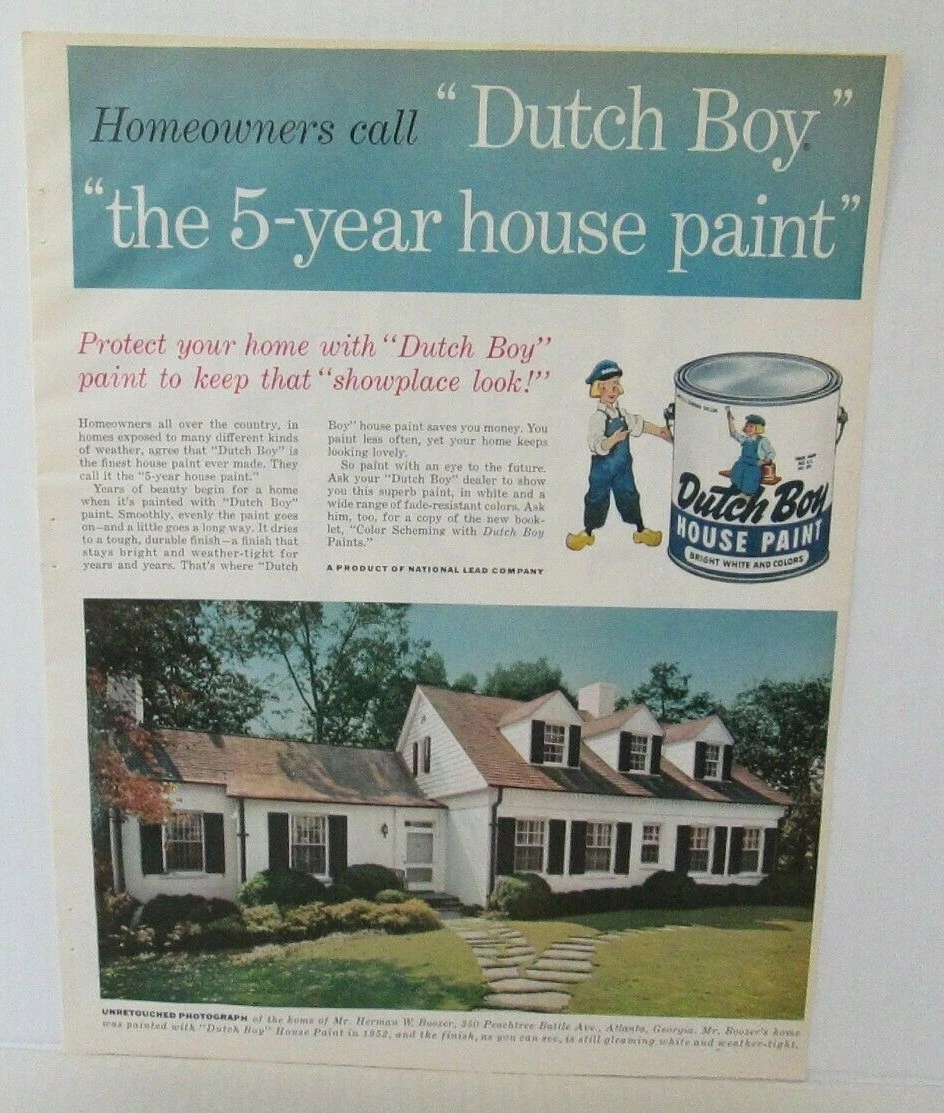 Homeowners call “Dutch Boy®”
“the 5-year house paint”
Protect your home with “Dutch Boy”
paint to keep that “showplace look!”
Homeowners all over the country, in
homes exposed to many different kinds
of weather, agree that “Dutch Boy” is
the finest house paint ever made. They
call it the “5-year house paint.”
Years of beauty begin for a home
when it's painted with “Dutch Boy”
paint. Smoothly, evenly the paint goes
on—and a little goes a long way. It dries
to a tough, durable finish—a finish that
stays bright and weather-tight for
years and years. That's where “Dutch
Boy” house paint saves you money. You
paint less often, yet your home keeps
looking lovely.
So paint with an eye to the future.
Ask your “Dutch Boy” dealer to show
you this superb paint, in white and a
wide range of fade-resistant colors. Ask
him, too, for a copy of the new book-
let, “Color Scheming with Dutch Boy
Paints.”
A PRODUCT OF NATIONAL LEAD COMPANY
Dutch Boy
HOUSE PAINT
BRIGHT WHITE AND COLORS
UNRETOUCHED PHOTOGRAPH of the home of Mr. Herman W. Boozer, 250 Peachtree Battle Ave., Atlanta, Georgia. Mr. Boozer's home
was painted with “Dutch Boy” House Paint in 1952, and the finish, as you can see, is still gleaming white and weather-tight.